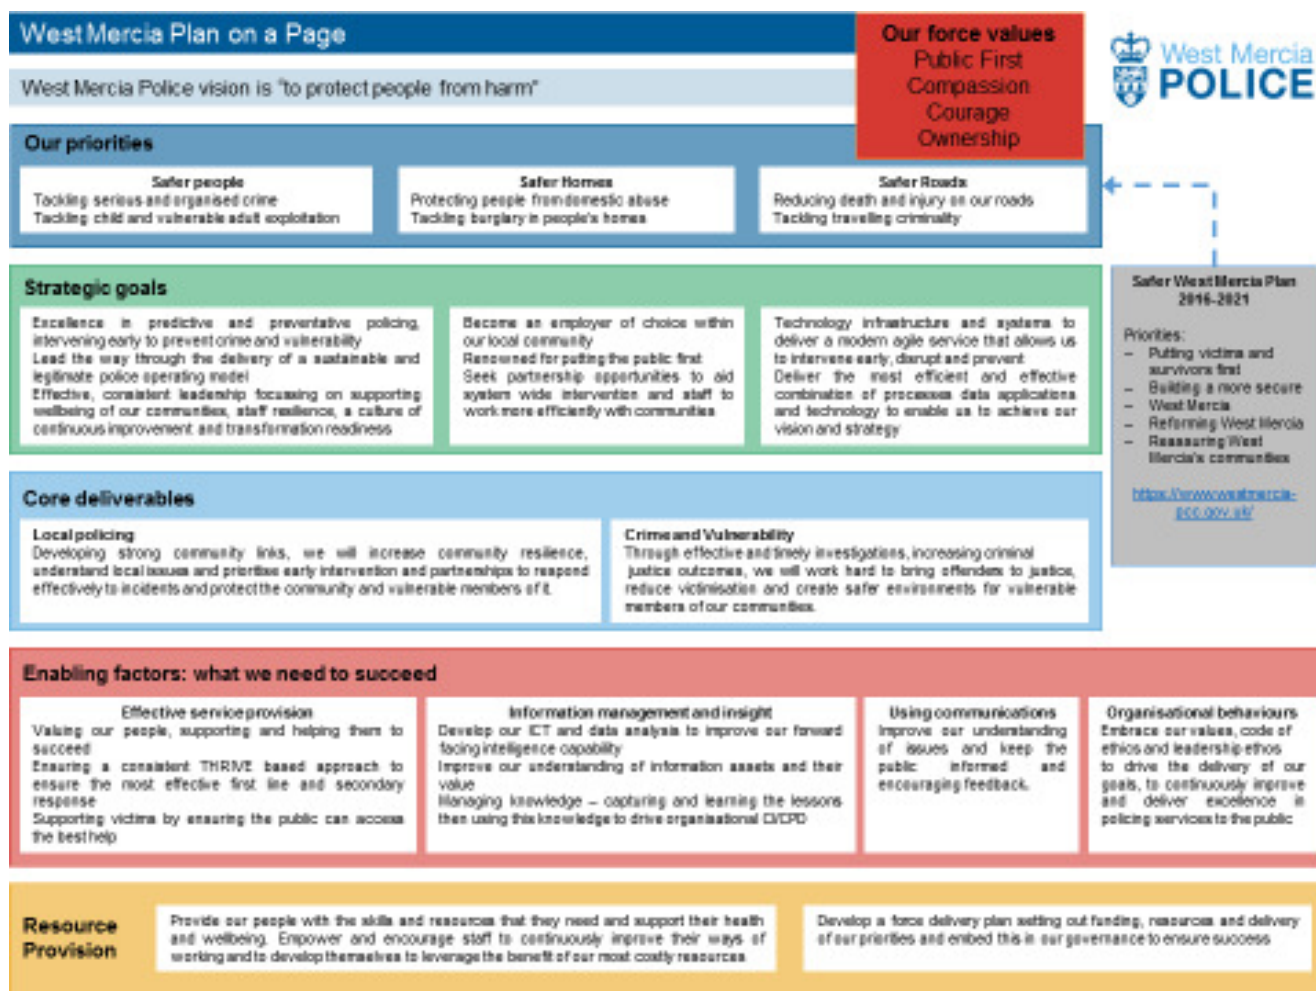 West Mercia Plan on a Page
West Mercia Police vision is "to protect people from harm"
Our force values
Public First
Compassion
Courage
Ownership
West Mercia
POLICE
Our priorities
Safer people
Tackling serious and organised crime
Tackling child and vulnerable adult exploitation
Safer Homes
Protecting people from domestic abuse
Tackling burglary in people's homes
Safer Roads
Reducing death and injury on our roads
Tackling travelling criminality
Strategic goals
Excellence in predictive and preventative policing,
intervening early to prevent crime and vulnerability
Lead the way through the delivery of a sustainable and
legitimate police operating model
Effective, consistent leadership focussing on supporting
wellbeing of our communities, staff resilience, a culture of
continuous improvement and transformation readiness
Become an employer of choice within
our local community
Renowned for putting the public first
Seek partnership opportunities to aid
system wide intervention and staff to
work more efficiently with communities
Technology infrastructure and systems to
deliver a modern agile service that allows us
to intervene early, disrupt and prevent
Deliver the most efficient and effective
combination of processes data applications
and technology to enable us to achieve our
vision and strategy
Safer West Mercia Plan
2016-2021
Priorities:
– Putting victims and
survivors first
– Building a more secure
– West Mercia
– Reforming West Mercia
– Reassuring West
Mercia's communities
https://www.westmercia-
pcc.gov.uk/
Core deliverables
Local policing
Developing strong community links, we will increase community resilience,
understand local issues and prioritise early intervention and partnerships to respond
effectively to incidents and protect the community and vulnerable members of it.
Crime and Vulnerability
Through effective and timely investigations, increasing criminal
justice outcomes, we will work hard to bring offenders to justice,
reduce victimisation and create safer environments for vulnerable
members of our communities.
Enabling factors: what we need to succeed
Effective service provision
Valuing our people, supporting and helping them to
succeed
Ensuring a consistent THRIVE based approach to
ensure the most effective first line and secondary
response
Supporting victims by ensuring the public can access
the best help
Information management and insight
Develop our ICT and data analysis to improve our forward
facing intelligence capability
Improve our understanding of information assets and their
value
Managing knowledge – capturing and learning the lessons
then using this knowledge to drive organisational CI/CPD
Using communications
Improve our understanding
of issues and keep the
public informed and
encouraging feedback.
Organisational behaviours
Embrace our values, code of
ethics and leadership ethos
to drive the delivery of our
goals, to continuously improve
and deliver excellence in
policing services to the public
Resource
Provision
Provide our people with the skills and resources that they need and support their health
and wellbeing. Empower and encourage staff to continuously improve their ways of
working and to develop themselves to leverage the benefit of our most costly resources
Develop a force delivery plan setting out funding, resources and delivery
of our priorities and embed this in our governance to ensure success